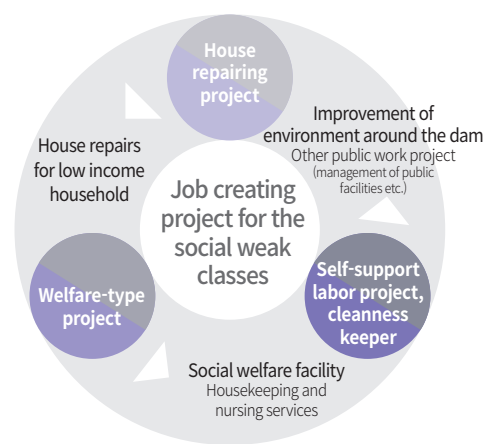 House
repairing
project
Improvement of
environment around the dam
Other public work project
(management of public
facilities etc.)
House repairs
for low income
household
Job creating
project for the
social weak
classes
Welfare-type
project
Self-support
labor project,
cleanness
keeper
Social welfare facility
Housekeeping and
nursing services